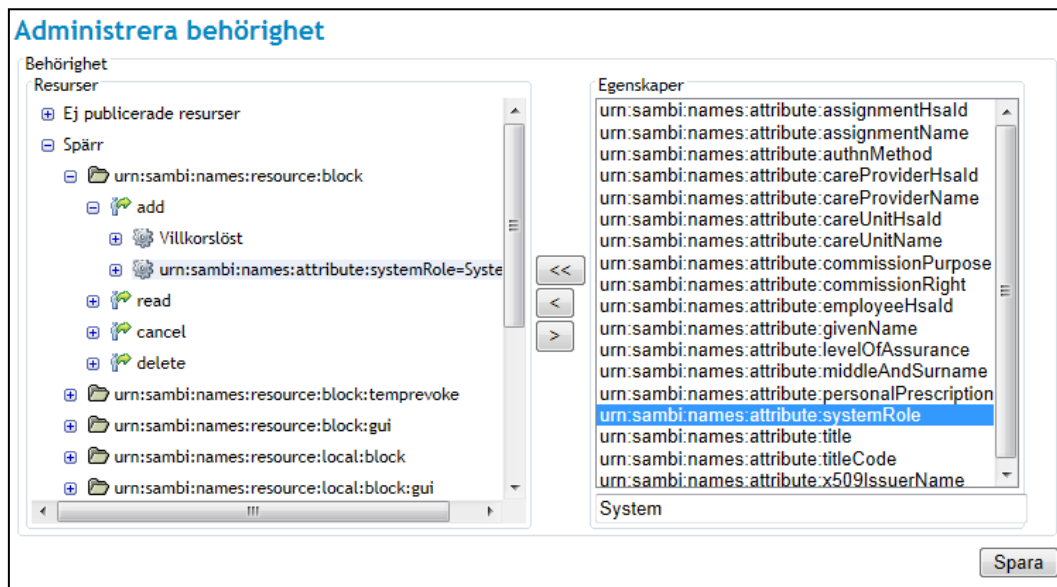 Administrera behörighet
Behörighet
Resurser
Ej publicerade resurser
Spärr
urn:sambi:names:resource:block
add
Villkorslöst
urn:sambi:names:attribute:systemRole=Syste
read
cancel
delete
urn:sambi:names:resource:block:temprevoke
urn:sambi:names:resource:block:gui
urn:sambi:names:resource:local:block
urn:sambi:names:resource:local:block:gui
<<
<
>
Egenskaper
urn:sambi:names:attribute:assignmentHsaId
urn:sambi:names:attribute:assignmentName
urn:sambi:names:attribute:authnMethod
urn:sambi:names:attribute:careProviderHsaId
urn:sambi:names:attribute:careProviderName
urn:sambi:names:attribute:careUnitHsaId
urn:sambi:names:attribute:careUnitName
urn:sambi:names:attribute:commissionPurpose
urn:sambi:names:attribute:commissionRight
urn:sambi:names:attribute:employeeHsaId
urn:sambi:names:attribute:givenName
urn:sambi:names:attribute:levelOfAssurance
urn:sambi:names:attribute:middleAndSurname
urn:sambi:names:attribute:personalPrescription
urn:sambi:names:attribute:systemRole
urn:sambi:names:attribute:title
urn:sambi:names:attribute:titleCode
urn:sambi:names:attribute:x509IssuerName
System
Spara